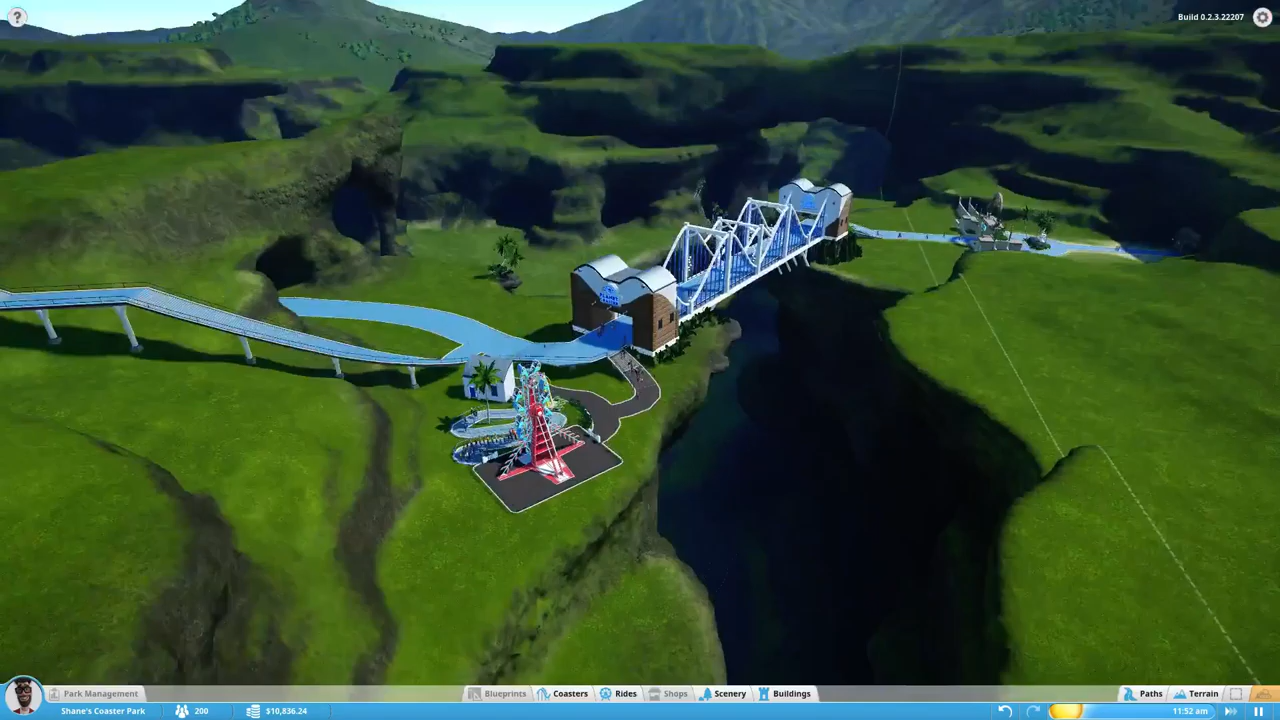 ?
Build 0.2.3.22207
PLANET
Park Management
Blueprints
Coasters
Rides
Shops
Scenery
Buildings
Paths
Terrain
Shane's Coaster Park
200
$10,836.24
11:52 am